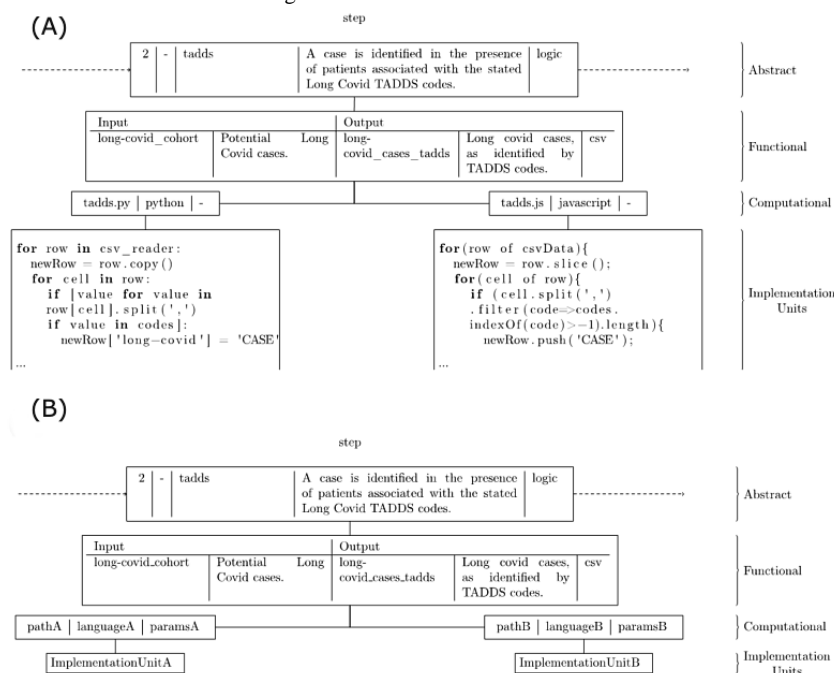 (A)
step
2 | - | tadds | A case is identified in the presence | logic
of patients associated with the stated
Long Covid TADDS codes.
Abstract
Input Output
long-covid_cohort | Potential Long | long- | Long covid cases, | csv
Covid cases. covid_cases_tadds as identified by
TADDS codes.
Functional
tadds.py | python | -
tadds.js | javascript | -
Computational
for row in csv_reader:
newRow = row.copy()
for cell in row:
if [value for value in
row[cell].split(',')
if value in codes]:
newRow['long-covid'] = 'CASE'
...
for(row of csvData){
newRow = row.slice();
for(cell of row){
if (cell.split(',')
.filter(code=>codes.
indexOf(code)>-1).length){
newRow.push('CASE');
...
Implementation
Units
(B)
step
2 | - | tadds | A case is identified in the presence | logic
of patients associated with the stated
Long Covid TADDS codes.
Abstract
Input Output
long-covid_cohort | Potential Long | long- | Long covid cases, | csv
Covid cases. covid_cases_tadds as identified by
TADDS codes.
Functional
pathA | languageA | paramsA
pathB | languageB | paramsB
Computational
ImplementationUnitA
ImplementationUnitB
Implementation
Units